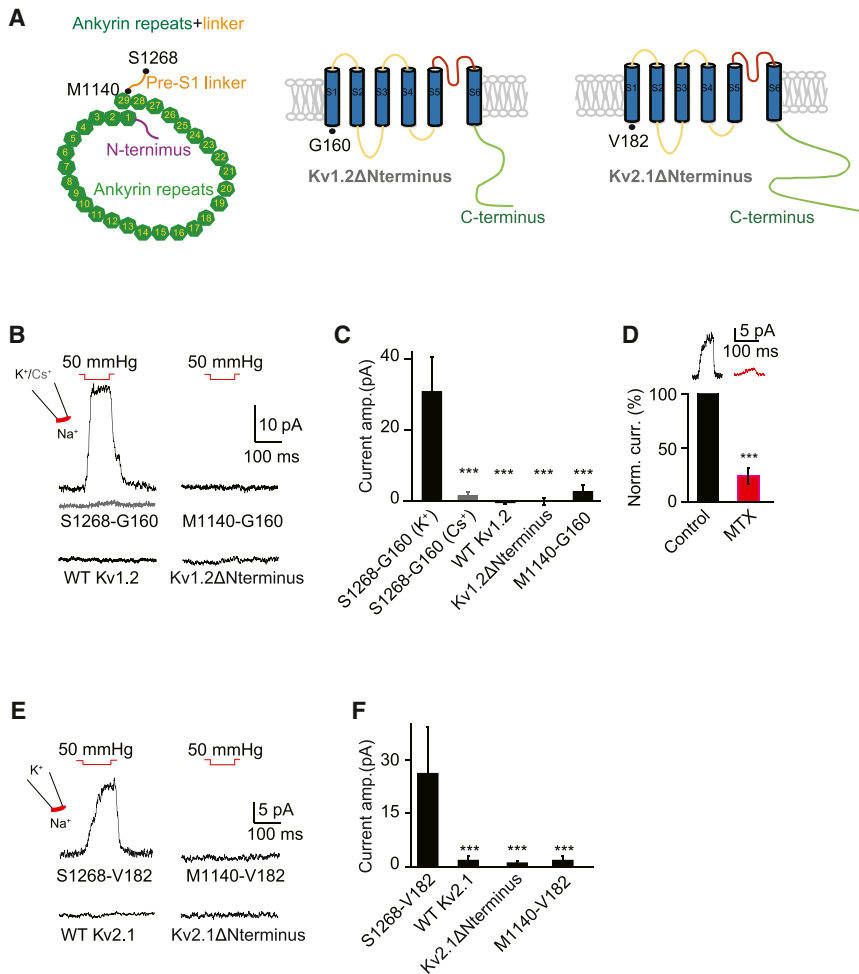 A
Ankyrin repeats+linker
S1268
Pre-S1 linker
M1140
29 28 27 26 25 24 23 22 21 20 19 18 17 16 15 14 13 12 11 10 9 8 7 6 5 4 3 2 1
N-ternimus
Ankyrin repeats
S1 S2 S3 S4 S5 S6
G160
Kv1.2ΔNterminus
C-terminus
S1 S2 S3 S4 S5 S6
V182
Kv2.1ΔNterminus
C-terminus
B
50 mmHg
50 mmHg
K⁺/Cs⁺
Na⁺
10 pA
100 ms
S1268-G160
M1140-G160
WT Kv1.2
Kv1.2ΔNterminus
C
Current amp.(pA)
40
20
0
*** *** *** ***
S1268-G160 (K⁺)
S1268-G160 (Cs⁺)
WT Kv1.2
Kv1.2ΔNterminus
M1140-G160
D
5 pA
100 ms
Norm. curr. (%)
100
50
0
***
Control
MTX
E
50 mmHg
50 mmHg
K⁺
Na⁺
5 pA
100 ms
S1268-V182
M1140-V182
WT Kv2.1
Kv2.1ΔNterminus
F
Current amp.(pA)
30
15
0
*** *** ***
S1268-V182
WT Kv2.1
Kv2.1ΔNterminus
M1140-V182